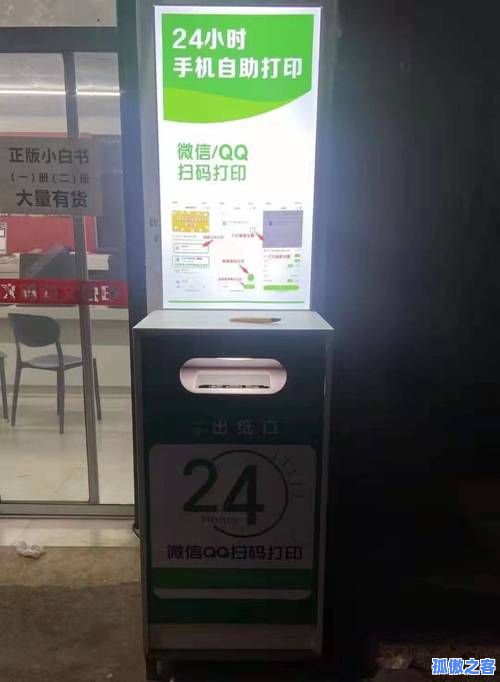 24小时
手机自助打印
微信/QQ
扫码打印
正版小白书
(一)册(二)册
大量有货
出纸口
24
Hours
微信QQ扫码打印
孤傲之客